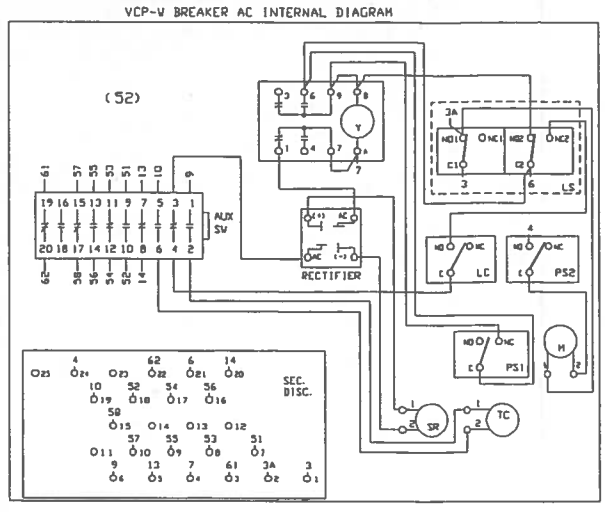 VCP-W BREAKER AC INTERNAL DIAGRAM
(52)
3 6 9 8
Y
1 4 7 A
7
3A
NO1 NC1 NO2 NC2
C1 C2
3 6 LS
61 57 55 53 51 13 10 9
19 16 15 13 11 9 7 5 3 1
AUX
SW
20 18 17 14 12 10 8 6 4 2
62 58 56 54 52 14
(+) AC
AC (-)
RECTIFIER
NO NC
C LC
4
NO NC
C PS2
NO NC
C PS1
M
1 2
1
2 SR
1
2 TC
SEC.
DISC.
4 62 6 14
25 24 23 22 21 20
10 52 54 56
19 18 17 16
58
15 14 13 12
57 55 53 51
11 10 9 8 7
9 13 7 61 3A 3
6 5 4 3 2 1